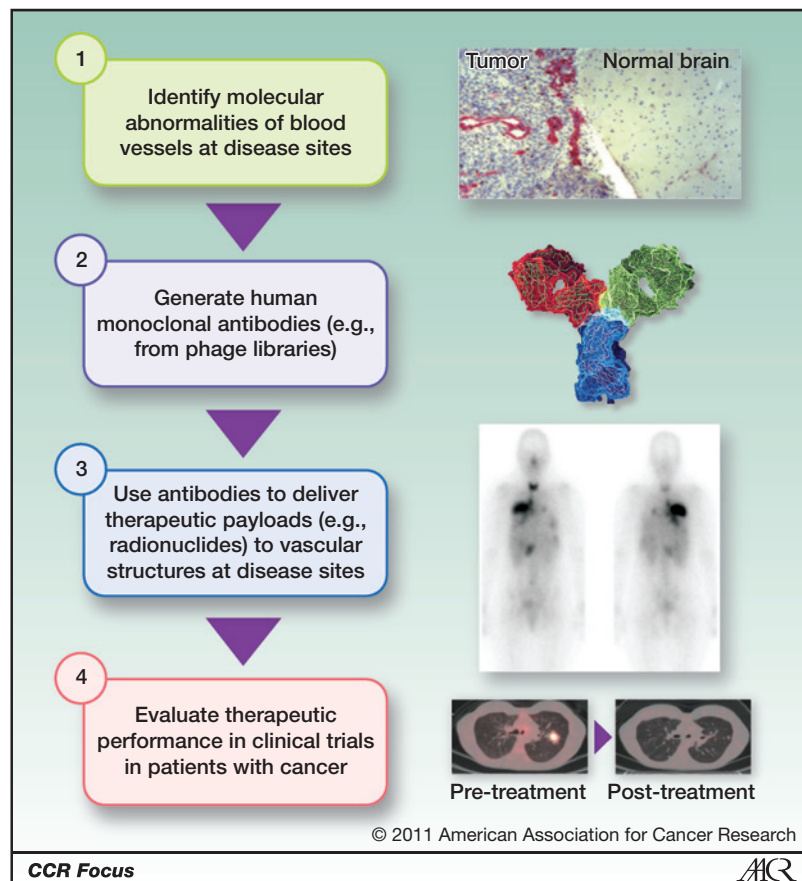 1
Identify molecular
abnormalities of blood
vessels at disease sites
Tumor
Normal brain
2
Generate human
monoclonal antibodies (e.g.,
from phage libraries)
3
Use antibodies to deliver
therapeutic payloads (e.g.,
radionuclides) to vascular
structures at disease sites
4
Evaluate therapeutic
performance in clinical trials
in patients with cancer
Pre-treatment
Post-treatment
© 2011 American Association for Cancer Research
CCR Focus
AACR